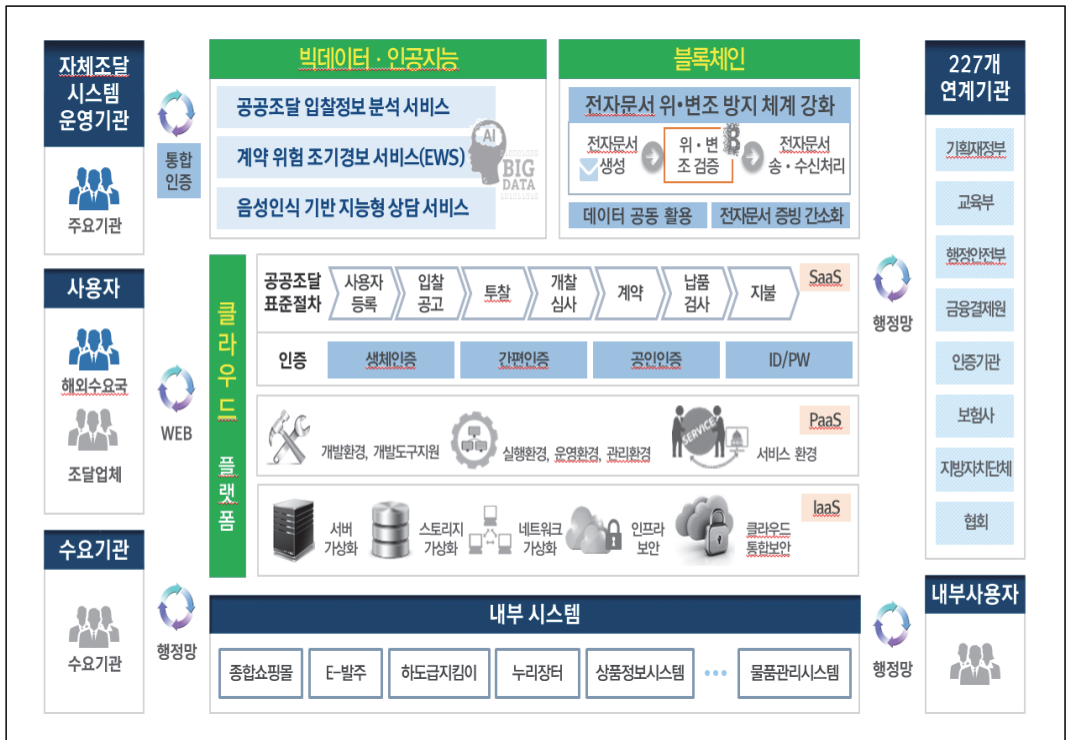 자체조달
시스템
운영기관
주요기관
통합
인증
사용자
해외수요국
조달업체
WEB
수요기관
수요기관
행정망
빅데이터 · 인공지능
공공조달 입찰정보 분석 서비스
계약 위험 조기경보 서비스(EWS)
음성인식 기반 지능형 상담 서비스
AI
BIG
DATA
블록체인
전자문서 위·변조 방지 체계 강화
전자문서
생성
위·변
조 검증
전자문서
송·수신처리
데이터 공동 활용
전자문서 증빙 간소화
클라우드 플랫폼
공공조달
표준절차
사용자
등록
입찰
공고
투찰
개찰
심사
계약
납품
검사
지불
SaaS
인증
생체인증
간편인증
공인인증
ID/PW
PaaS
개발환경, 개발도구지원
실행환경, 운영환경, 관리환경
SERVICE
서비스 환경
IaaS
서버
가상화
스토리지
가상화
네트워크
가상화
인프라
보안
클라우드
통합보안
내부 시스템
종합쇼핑몰
E-발주
하도급지킴이
누리장터
상품정보시스템
•••
물품관리시스템
행정망
행정망
227개
연계기관
기획재정부
교육부
행정안전부
금융결제원
인증기관
보험사
지방자치단체
협회
내부사용자